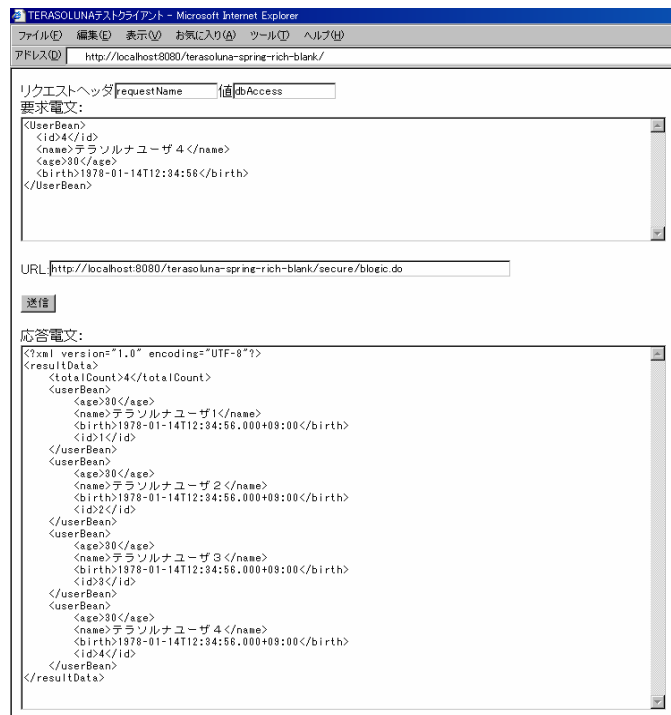 TERASOLUNAテストクライアント - Microsoft Internet Explorer
ファイル(F) 編集(E) 表示(V) お気に入り(A) ツール(T) ヘルプ(H)
アドレス(D) http://localhost:8080/terasoluna-spring-rich-blank/
リクエストヘッダ requestName 値 dbAccess
要求電文:
<UserBean>
<id>4</id>
<name>テラソルナユーザ４</name>
<age>30</age>
<birth>1978-01-14T12:34:56</birth>
</UserBean>
URL: http://localhost:8080/terasoluna-spring-rich-blank/secure/blogic.do
送信
応答電文:
<?xml version="1.0" encoding="UTF-8"?>
<resultData>
<totalCount>4</totalCount>
<userBean>
<age>30</age>
<name>テラソルナユーザ1</name>
<birth>1978-01-14T12:34:56.000+09:00</birth>
<id>1</id>
</userBean>
<userBean>
<age>30</age>
<name>テラソルナユーザ２</name>
<birth>1978-01-14T12:34:56.000+09:00</birth>
<id>2</id>
</userBean>
<userBean>
<age>30</age>
<name>テラソルナユーザ３</name>
<birth>1978-01-14T12:34:56.000+09:00</birth>
<id>3</id>
</userBean>
<userBean>
<age>30</age>
<name>テラソルナユーザ４</name>
<birth>1978-01-14T12:34:56.000+09:00</birth>
<id>4</id>
</userBean>
</resultData>